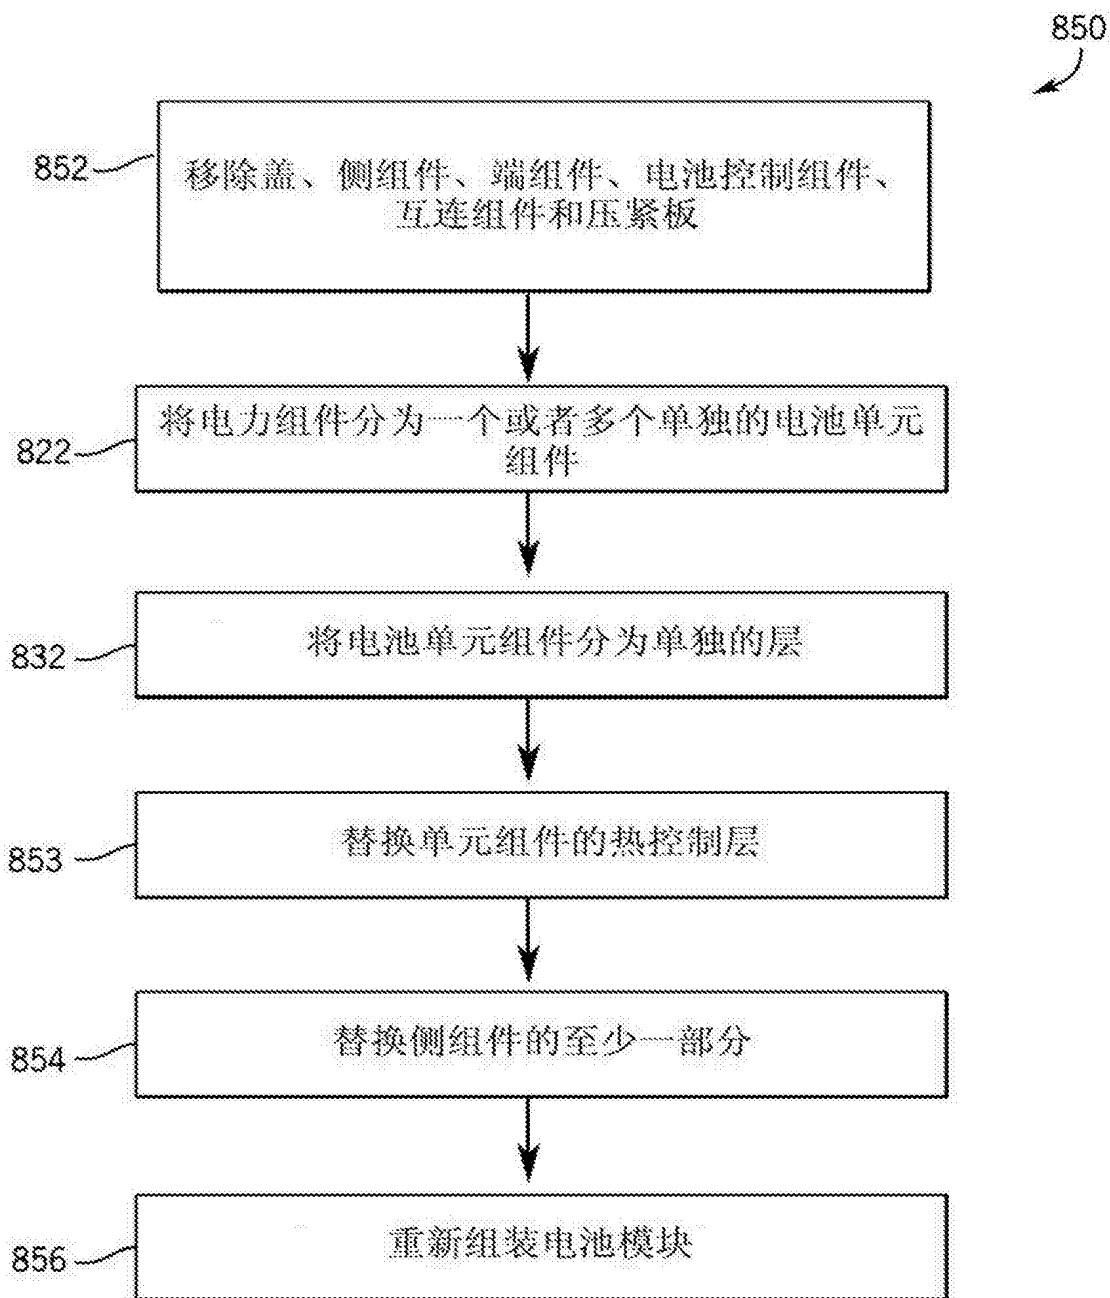 850
852
移除盖、侧组件、端组件、电池控制组件、
互连组件和压紧板
822
将电力组件分为一个或者多个单独的电池单元
组件
832
将电池单元组件分为单独的层
853
替换单元组件的热控制层
854
替换侧组件的至少一部分
856
重新组装电池模块